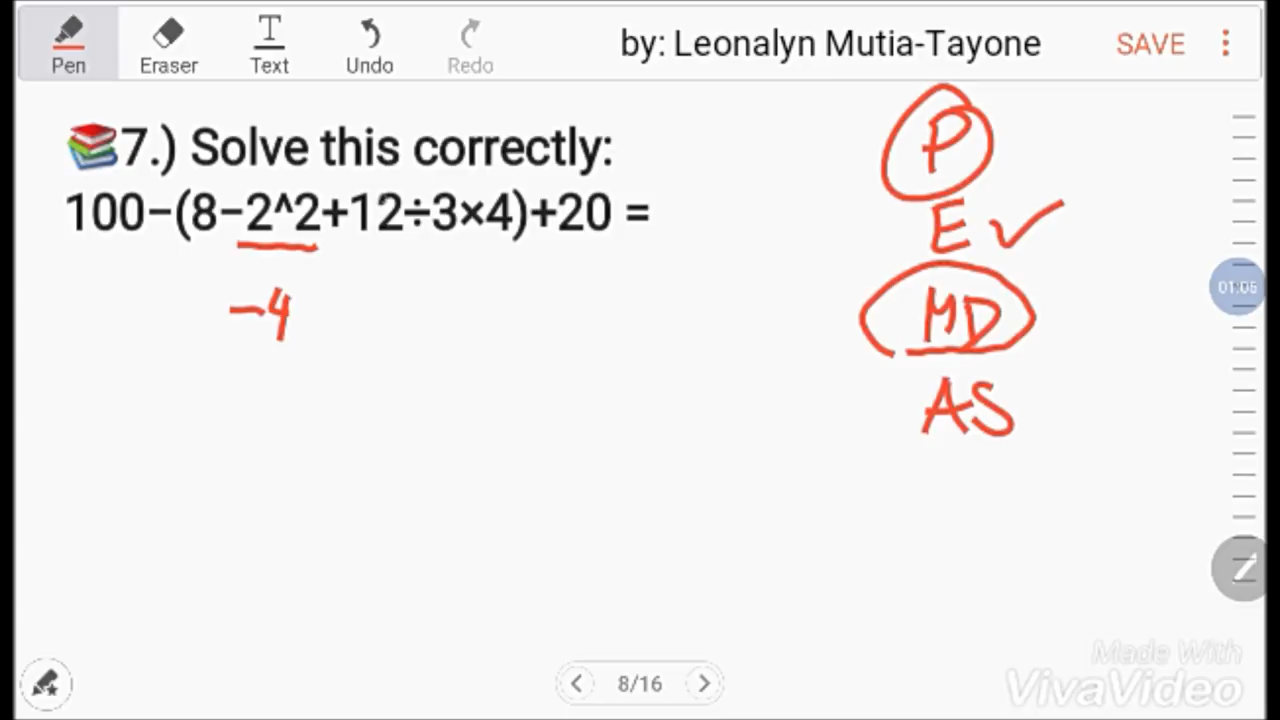 Pen Eraser Text Undo Redo by: Leonalyn Mutia-Tayone SAVE
7.) Solve this correctly:
100−(8−2^2+12÷3×4)+20 =
−4
P
E ✓
MD
AS
01:06
8/16
Made With
VivaVideo